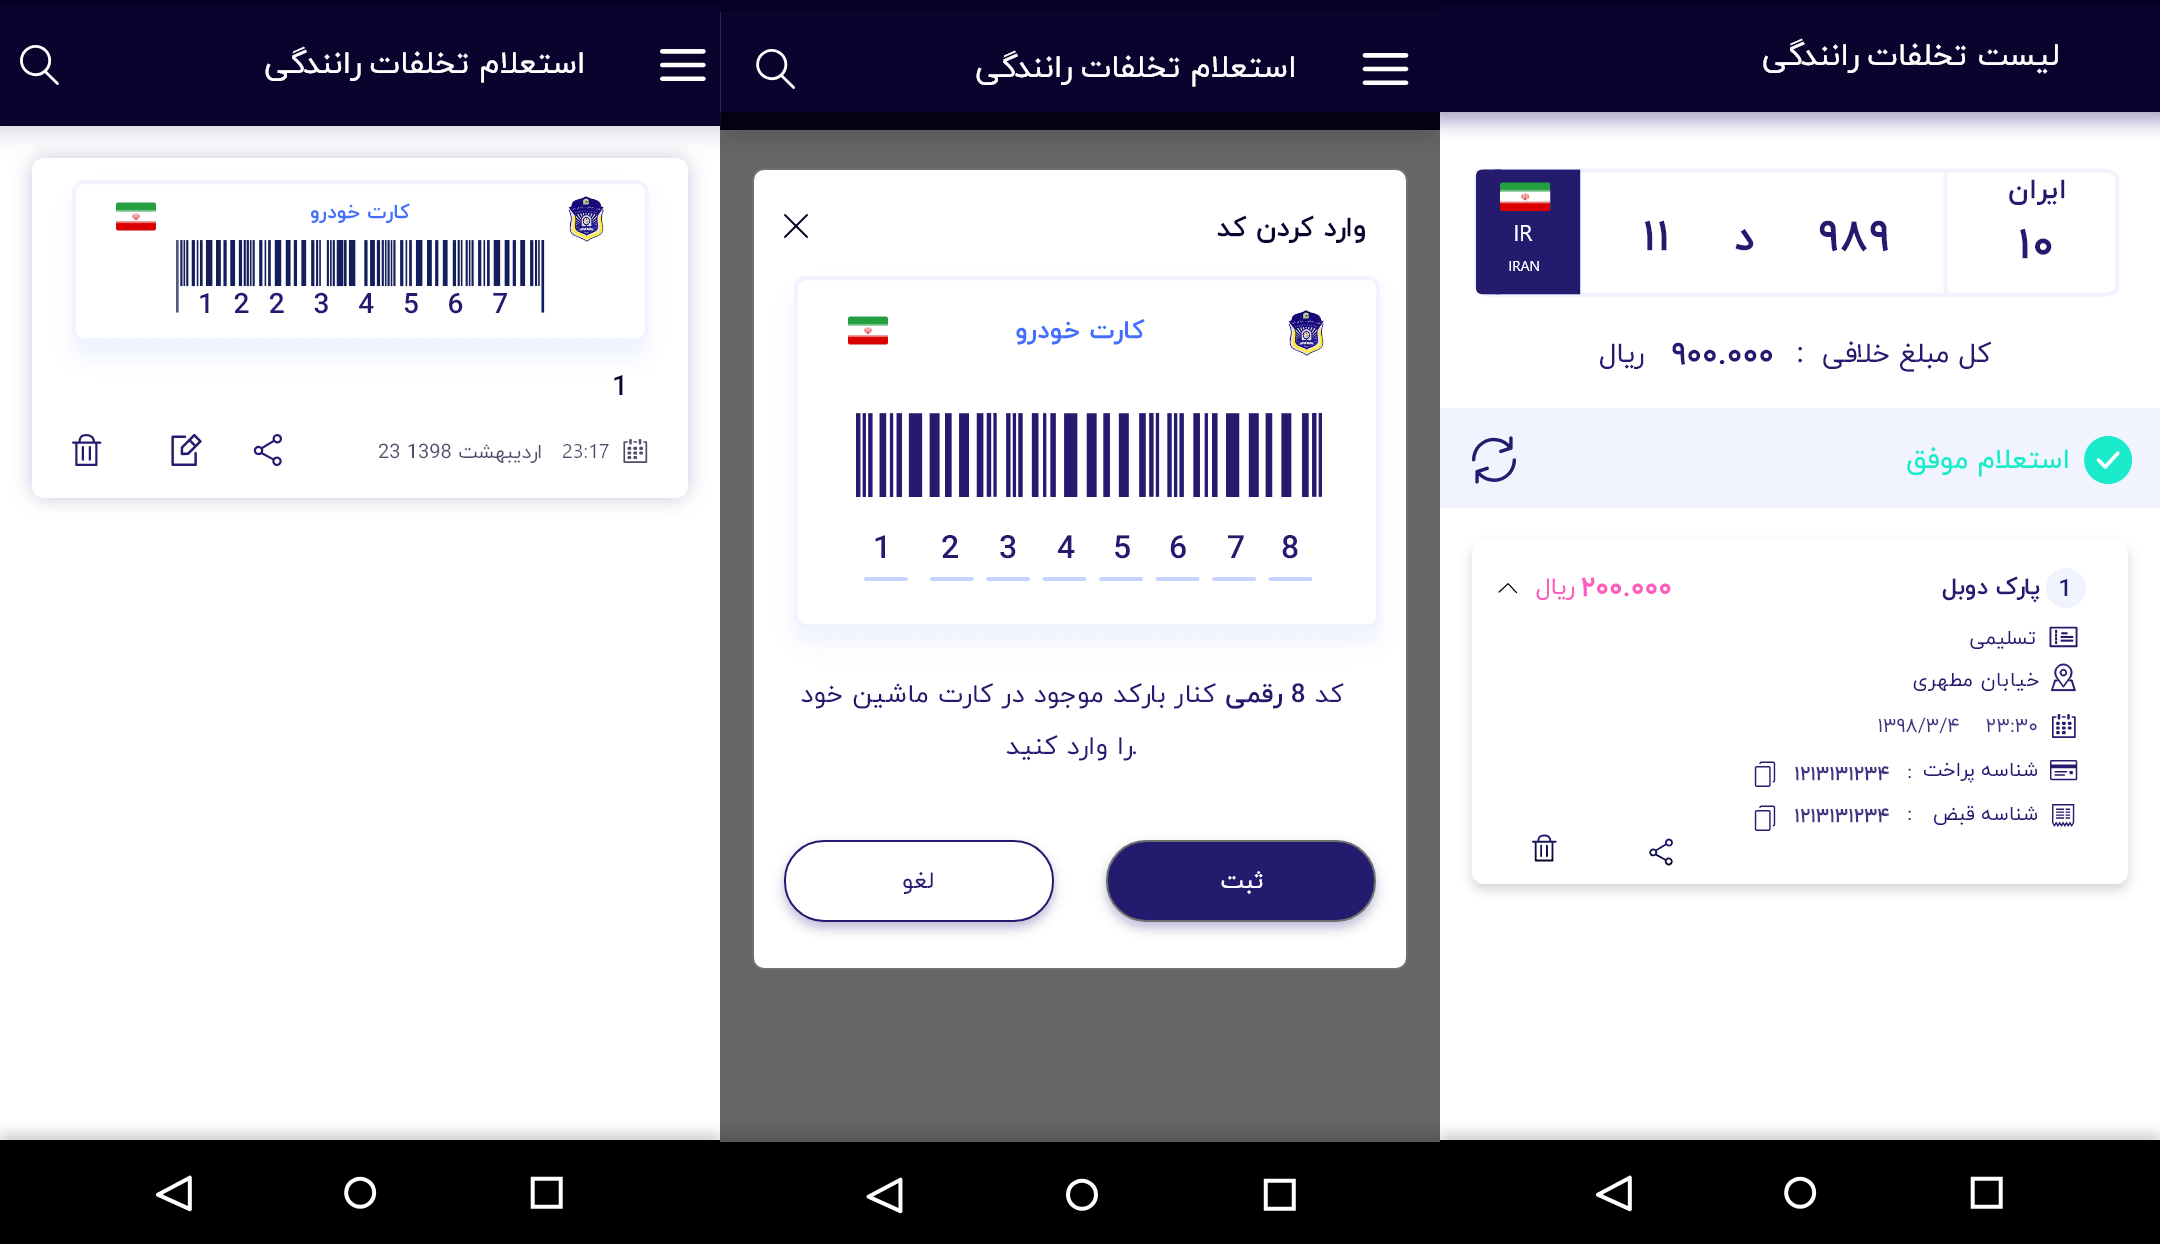 استعلام تخلفات رانندگی
کارت خودرو
1 2 2 3 4 5 6 7
1
23:17 اردیبهشت 1398 23
استعلام تخلفات رانندگی
وارد کردن کد
کارت خودرو
1 2 3 4 5 6 7 8
کد 8 رقمی کنار بارکد موجود در کارت ماشین خود
را وارد کنید.
ثبت
لغو
لیست تخلفات رانندگی
ایران
۱۰
۹۸۹ د ۱۱
IR
IRAN
کل مبلغ خلافی : ۹۰۰.۰۰۰ ریال
استعلام موفق
1 پارک دوبل ۲۰۰.۰۰۰ ریال
تسلیمی
خیابان مطهری
۲۳:۳۰ ۱۳۹۸/۳/۴
شناسه پراخت : ۱۲۱۳۱۳۱۲۳۴
شناسه قبض : ۱۲۱۳۱۳۱۲۳۴